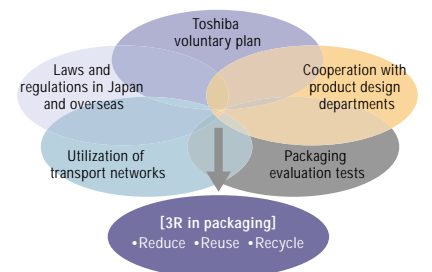 Toshiba
voluntary plan
Laws and
regulations in Japan
and overseas
Cooperation with
product design
departments
Utilization of
transport networks
Packaging
evaluation tests
[3R in packaging]
•Reduce •Reuse •Recycle